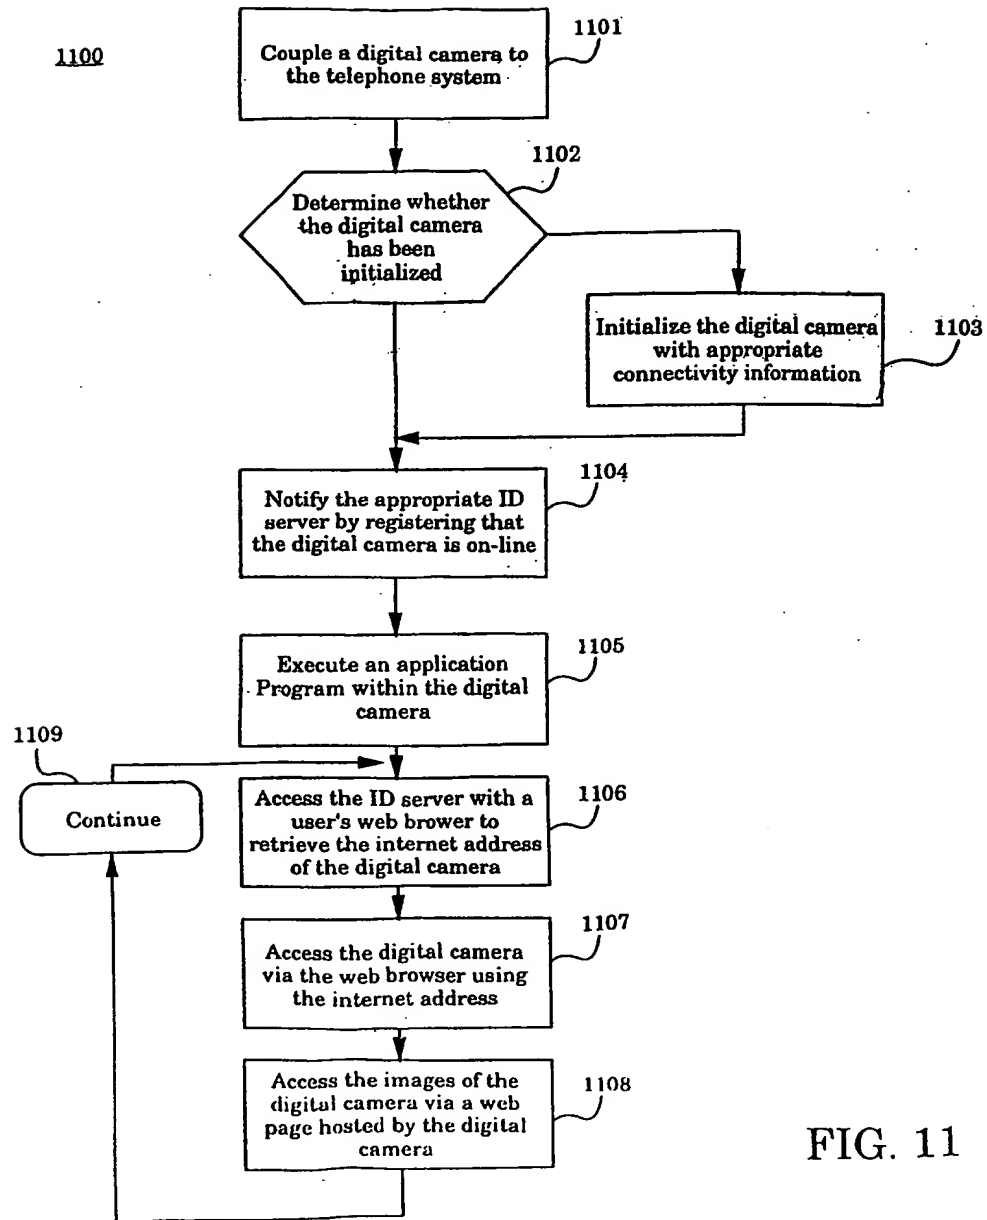 1100
1101
Couple a digital camera to
the telephone system
1102
Determine whether
the digital camera
has been
initialized
1103
Initialize the digital camera
with appropriate
connectivity information
1104
Notify the appropriate ID
server by registering that
the digital camera is on-line
1105
Execute an application
Program within the digital
camera
1109
Continue
1106
Access the ID server with a
user's web brower to
retrieve the internet address
of the digital camera
1107
Access the digital camera
via the web browser using
the internet address
1108
Access the images of the
digital camera via a web
page hosted by the digital
camera
FIG. 11